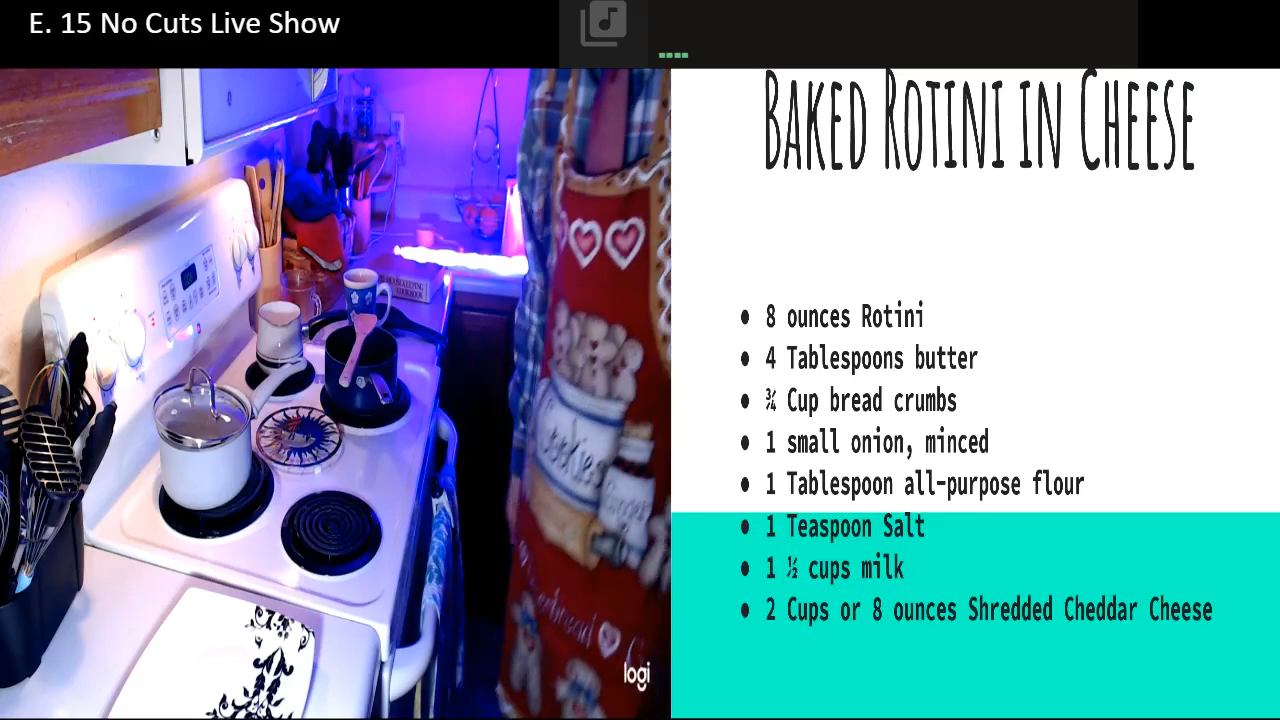 E. 15 No Cuts Live Show
BAKED ROTINI IN CHEESE
• 8 ounces Rotini
• 4 Tablespoons butter
• ¾ Cup bread crumbs
• 1 small onion, minced
• 1 Tablespoon all-purpose flour
• 1 Teaspoon Salt
• 1 ½ cups milk
• 2 Cups or 8 ounces Shredded Cheddar Cheese
HOUSEKEEPING
COOKBOOK
cookies
logi